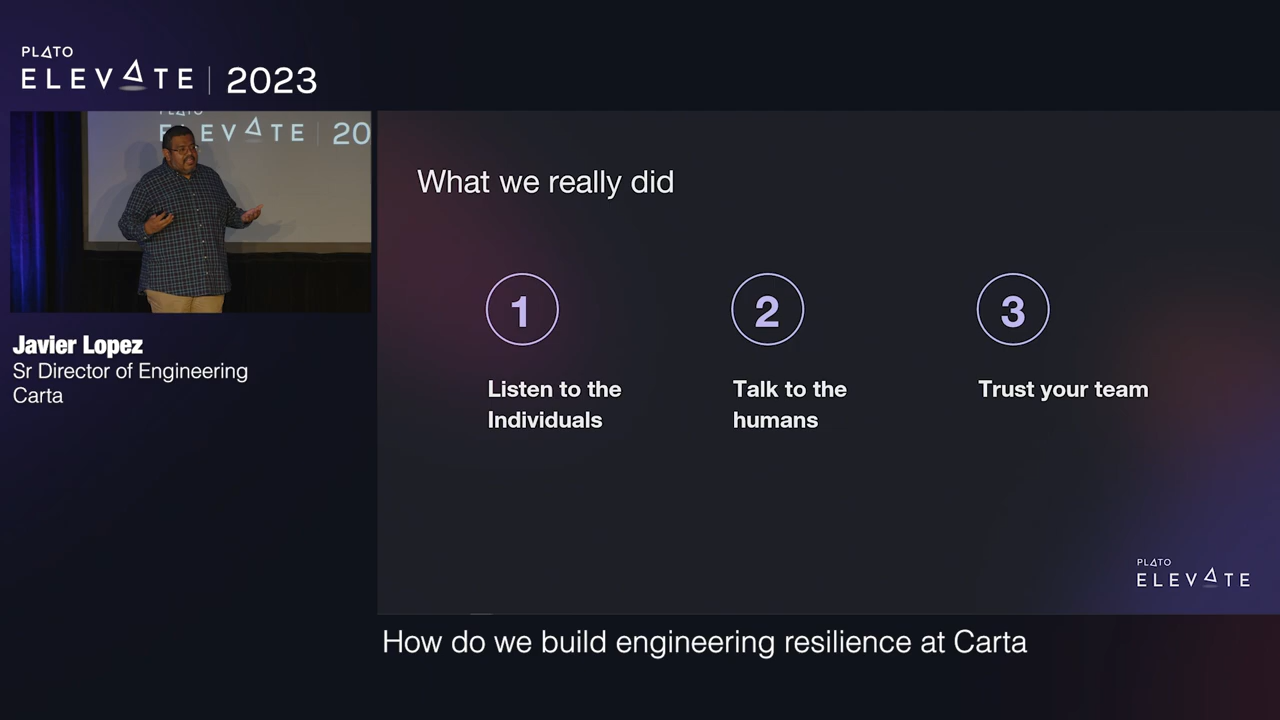 PLATO
ELEVATE | 2023
PLATO
ELEVATE | 20
Javier Lopez
Sr Director of Engineering
Carta
What we really did
1
2
3
Listen to the
Individuals
Talk to the
humans
Trust your team
PLATO
ELEVATE
How do we build engineering resilience at Carta